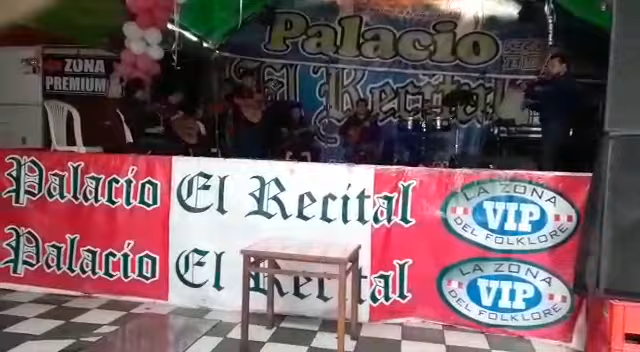 Palacio
El Recital
ZONA
PREMIUM
Palacio El Recital
LA ZONA
VIP
DEL FOLKLORE
Palacio El Recital
LA ZONA
VIP
DEL FOLKLORE